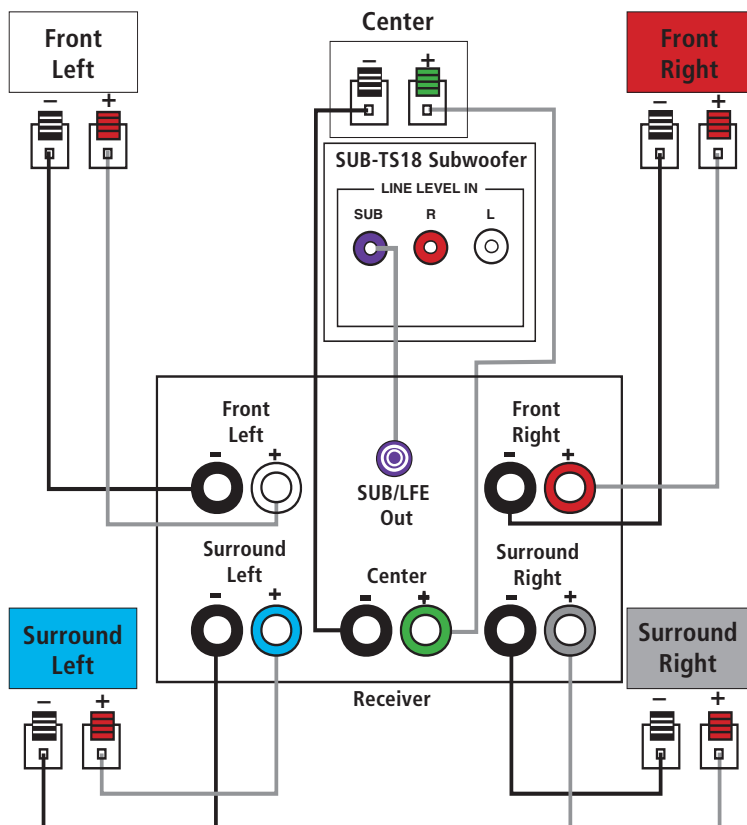 Front
Left
- +
Center
- +
Front
Right
- +
SUB-TS18 Subwoofer
LINE LEVEL IN
SUB R L
Front
Left
- +
SUB/LFE
Out
Front
Right
- +
Surround
Left
- +
Center
- +
Surround
Right
- +
Receiver
Surround
Left
- +
Surround
Right
- +